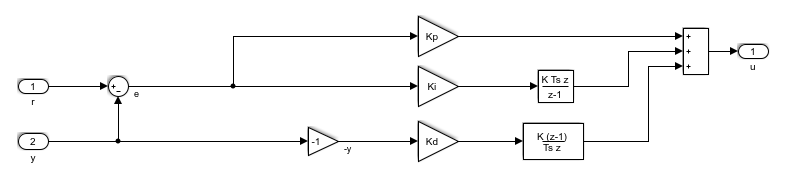 Kp
+
+
+
1
u
1
r
+
−
e
Ki
K Ts z
z-1
2
y
-1
-y
Kd
K (z-1)
Ts z